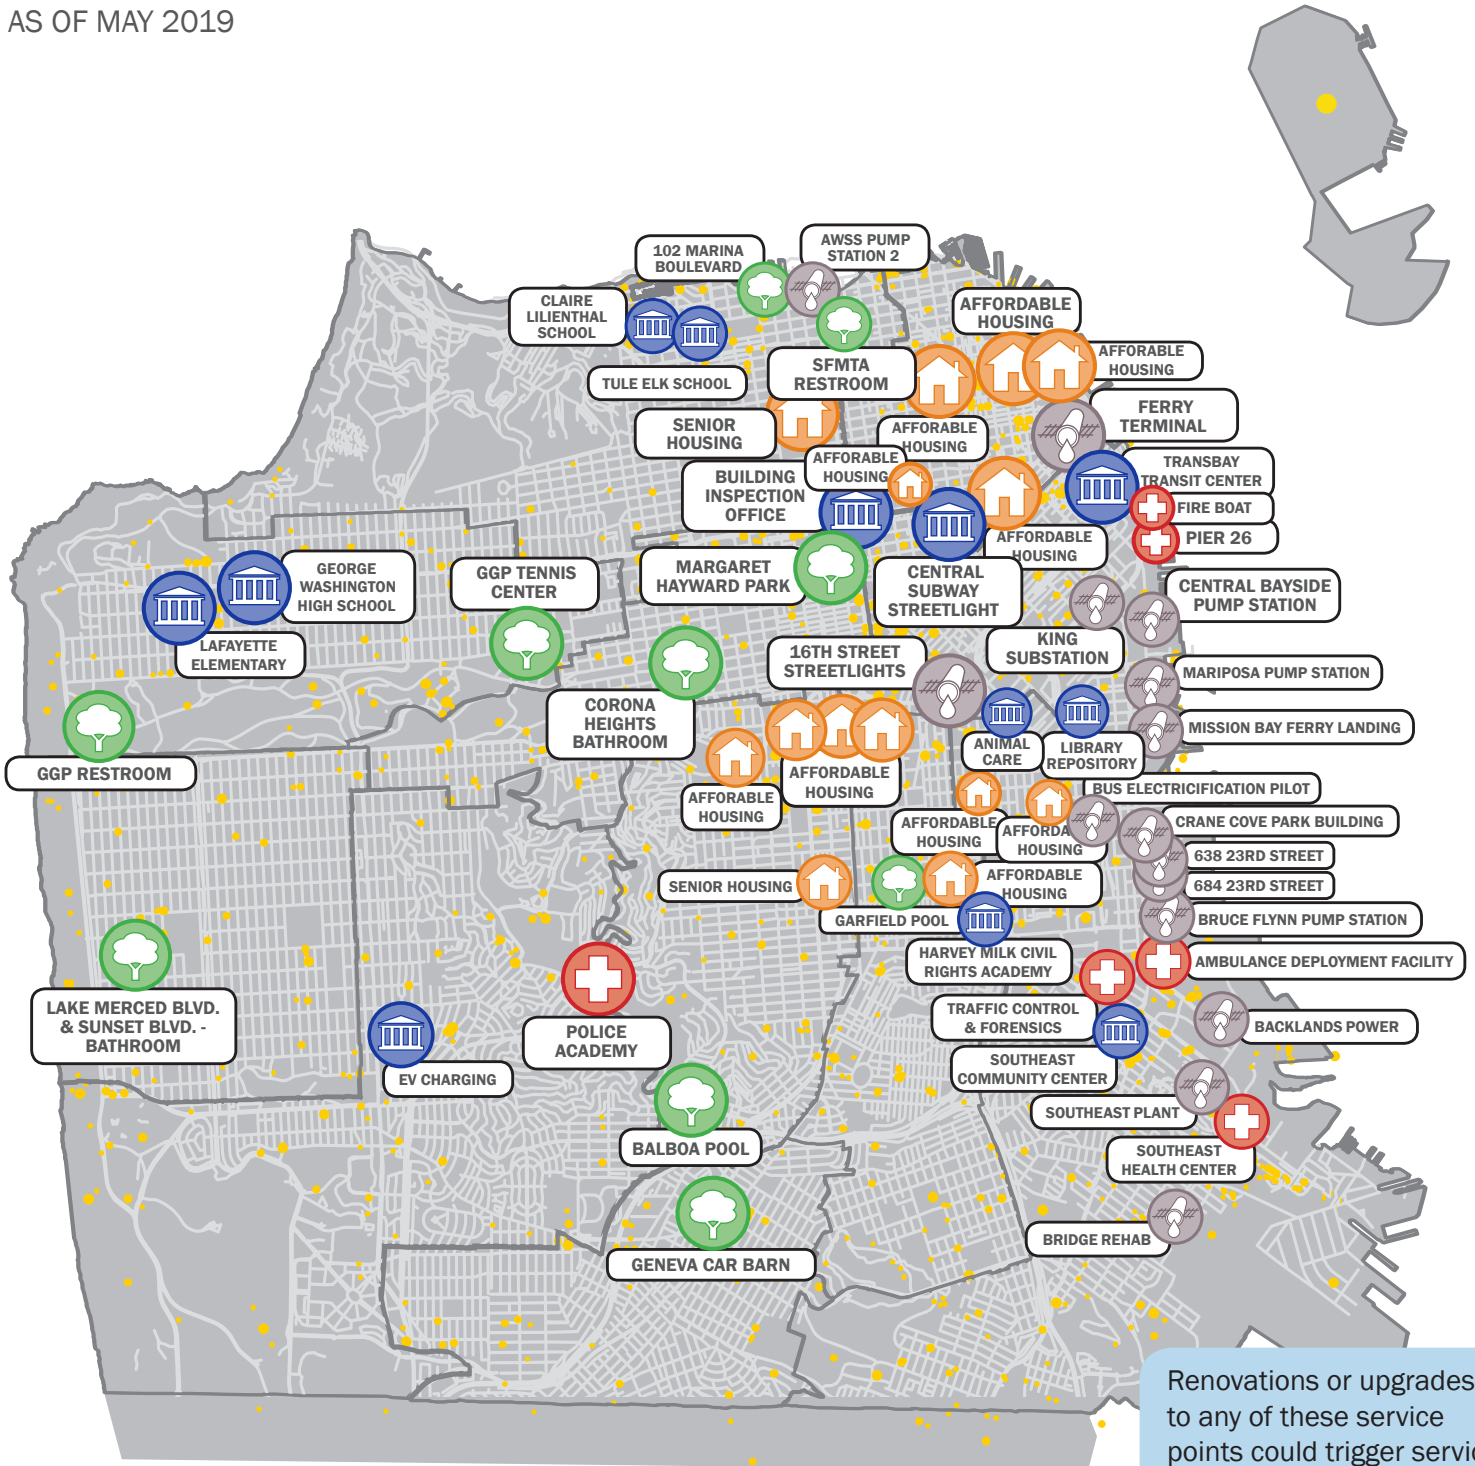 AS OF MAY 2019
102 MARINA
BOULEVARD
AWSS PUMP
STATION 2
CLAIRE
LILIENTHAL
SCHOOL
AFFORDABLE
HOUSING
TULE ELK SCHOOL
SFMTA
RESTROOM
AFFORABLE
HOUSING
SENIOR
HOUSING
AFFORDABLE
HOUSING
FERRY
TERMINAL
BUILDING
INSPECTION
OFFICE
AFFORABLE
HOUSING
TRANSBAY
TRANSIT CENTER
FIRE BOAT
PIER 26
AFFORDABLE
HOUSING
GEORGE
WASHINGTON
HIGH SCHOOL
GGP TENNIS
CENTER
MARGARET
HAYWARD PARK
CENTRAL
SUBWAY
STREETLIGHT
CENTRAL BAYSIDE
PUMP STATION
LAFAYETTE
ELEMENTARY
16TH STREET
STREETLIGHTS
KING
SUBSTATION
MARIPOSA PUMP STATION
CORONA
HEIGHTS
BATHROOM
MISSION BAY FERRY LANDING
ANIMAL
CARE
LIBRARY
REPOSITORY
GGP RESTROOM
AFFORDABLE
HOUSING
AFFORABLE
HOUSING
BUS ELECTRICIFICATION PILOT
AFFORDABLE
HOUSING
AFFORDA
HOUSING
CRANE COVE PARK BUILDING
638 23RD STREET
684 23RD STREET
SENIOR HOUSING
AFFORDABLE
HOUSING
GARFIELD POOL
BRUCE FLYNN PUMP STATION
HARVEY MILK CIVIL
RIGHTS ACADEMY
AMBULANCE DEPLOYMENT FACILITY
LAKE MERCED BLVD.
& SUNSET BLVD. -
BATHROOM
POLICE
ACADEMY
TRAFFIC CONTROL
& FORENSICS
BACKLANDS POWER
EV CHARGING
SOUTHEAST
COMMUNITY CENTER
SOUTHEAST PLANT
BALBOA POOL
SOUTHEAST
HEALTH CENTER
BRIDGE REHAB
GENEVA CAR BARN
Renovations or upgrades
to any of these service
points could trigger servic